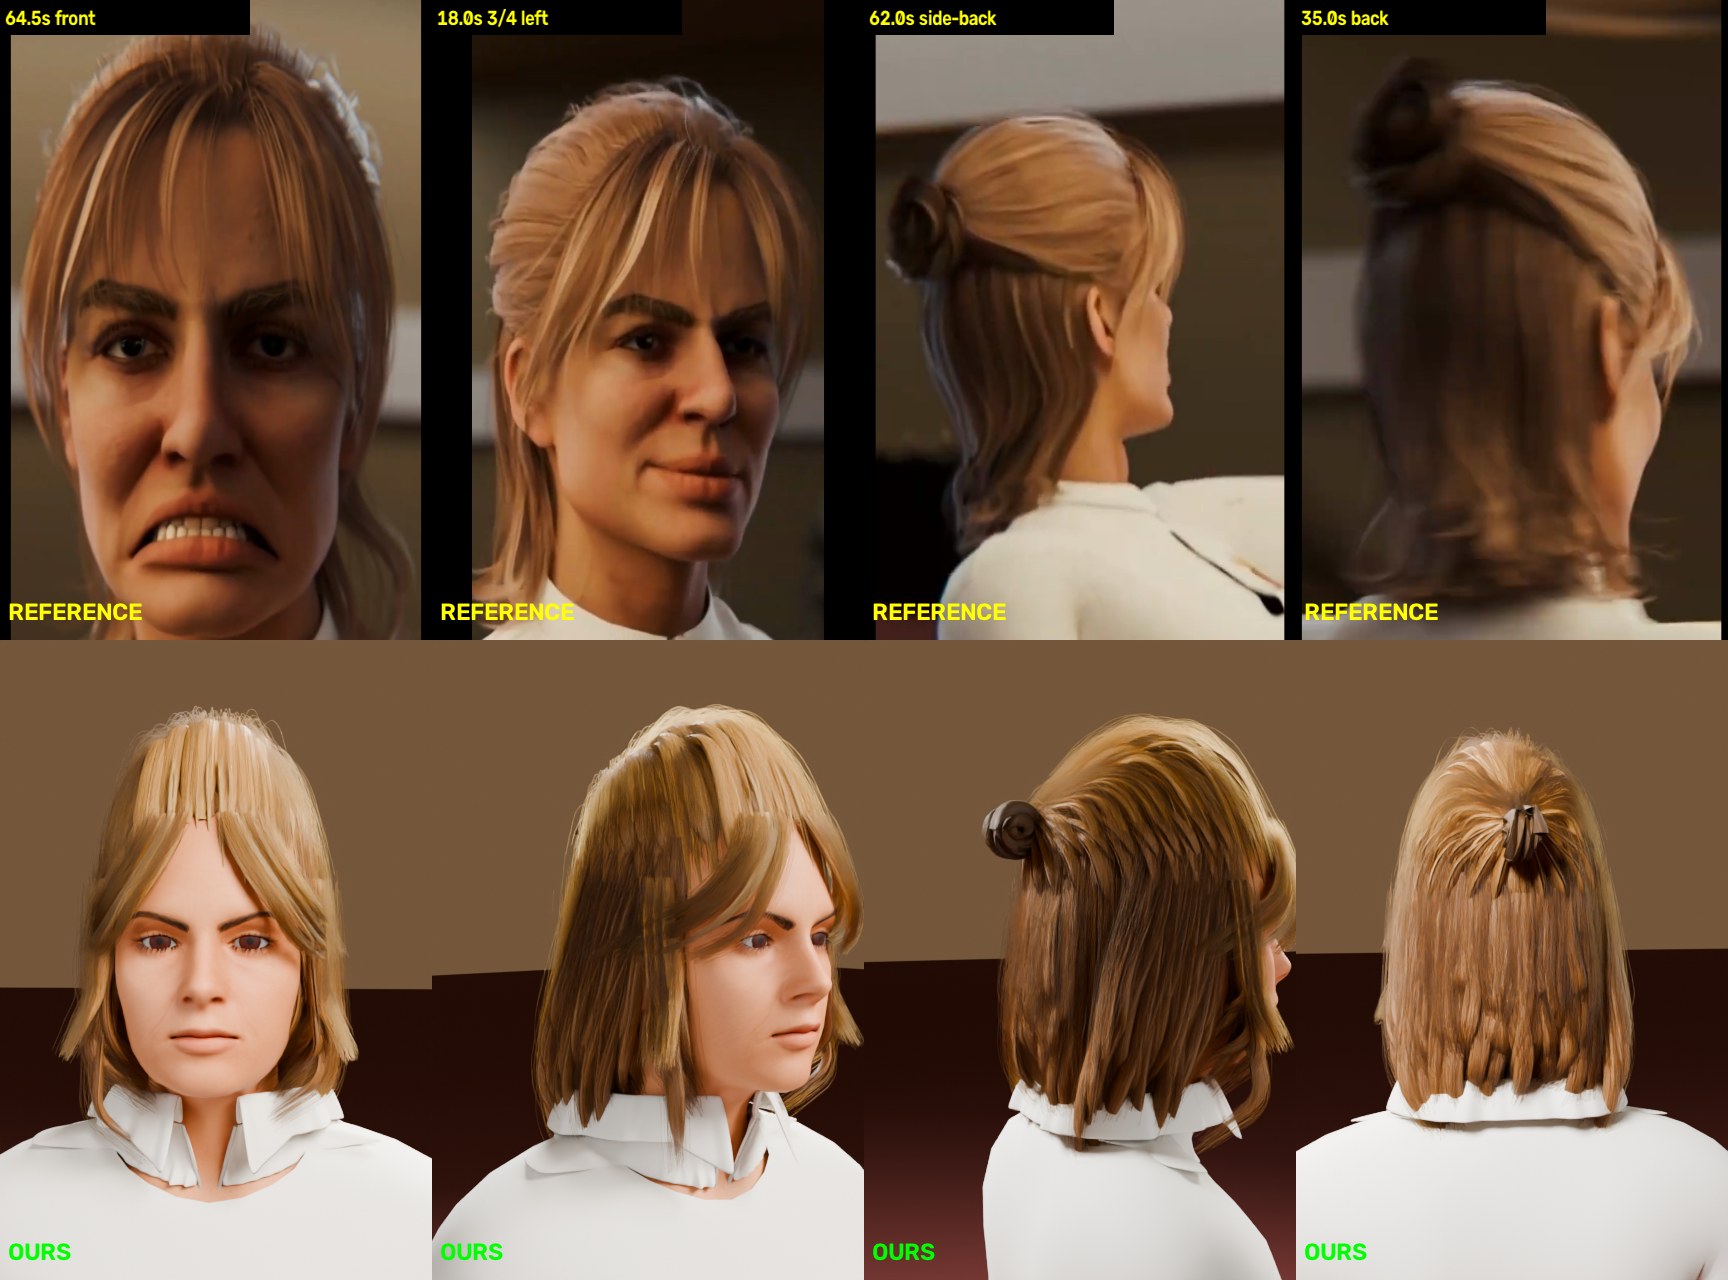 64.5s front
18.0s 3/4 left
62.0s side-back
35.0s back
REFERENCE
REFERENCE
REFERENCE
REFERENCE
OURS
OURS
OURS
OURS